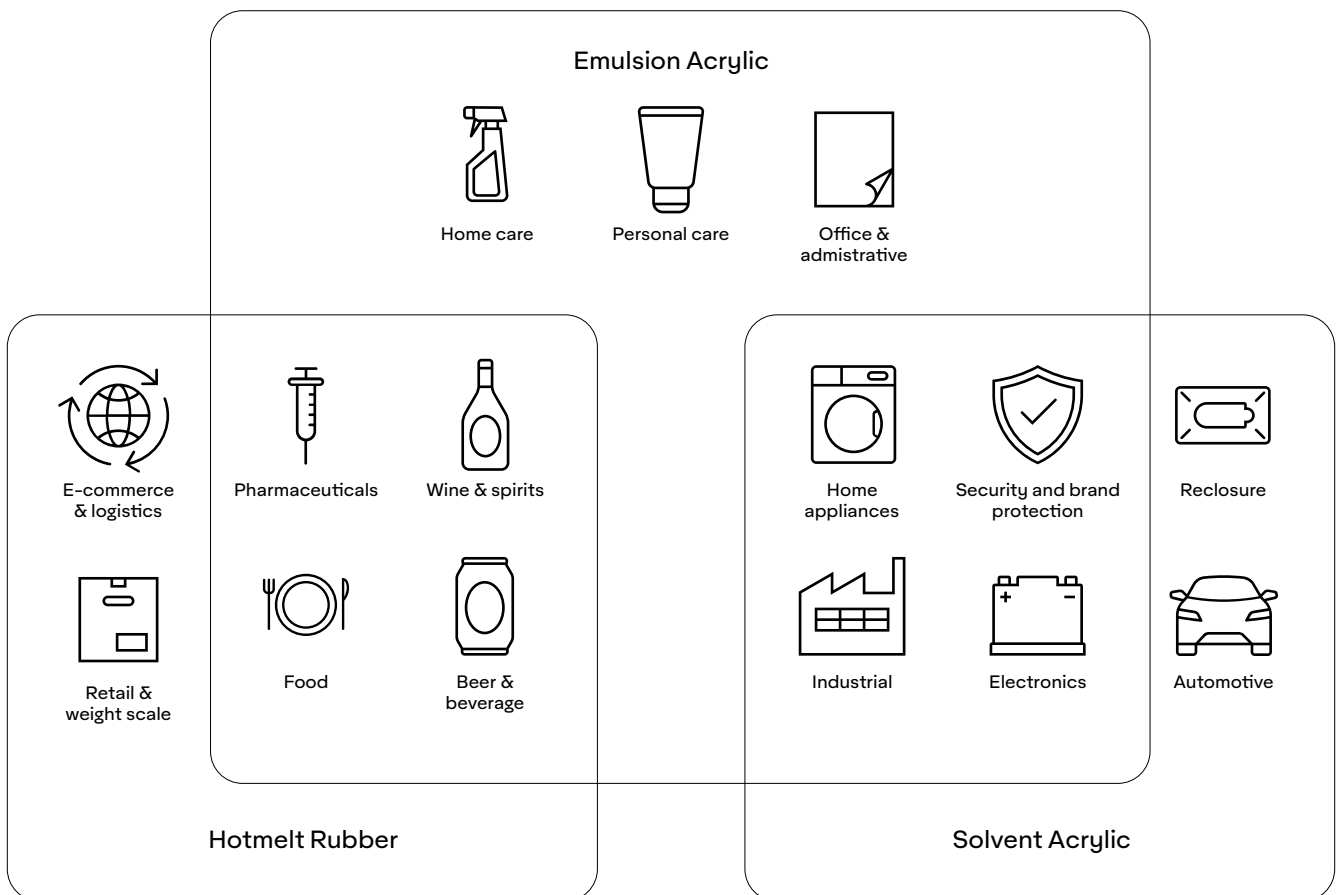 Emulsion Acrylic
Home care
Personal care
Office &
admistrative
E-commerce
& logistics
Pharmaceuticals
Wine & spirits
Home
appliances
Security and brand
protection
Reclosure
Retail &
weight scale
Food
Beer &
beverage
Industrial
Electronics
Automotive
Hotmelt Rubber
Solvent Acrylic